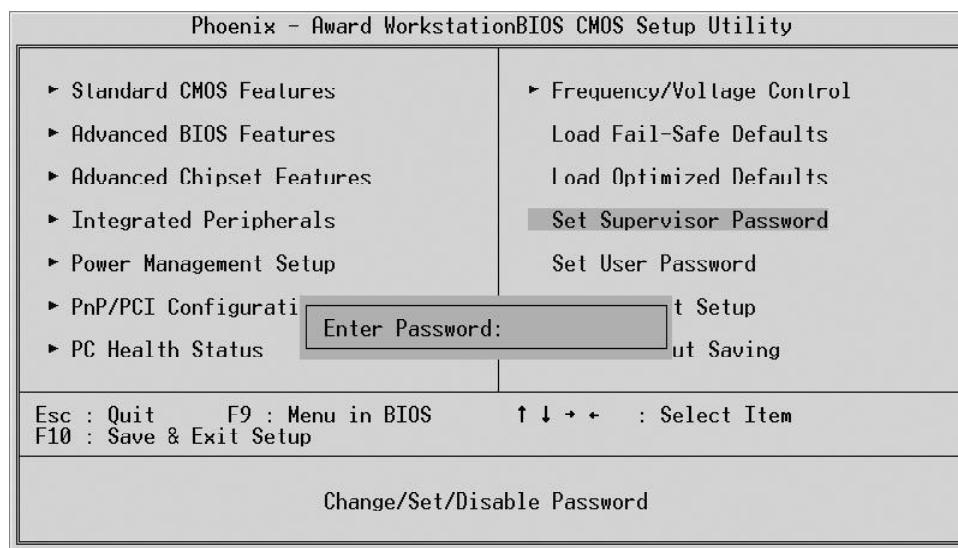 Phoenix - Award WorkstationBIOS CMOS Setup Utility
► Standard CMOS Features
► Advanced BIOS Features
► Advanced Chipset Features
► Integrated Peripherals
► Power Management Setup
► PnP/PCI Configurati
► PC Health Status
► Frequency/Voltage Control
Load Fail-Safe Defaults
Load Optimized Defaults
Set Supervisor Password
Set User Password
t Setup
ut Saving
Enter Password:
Esc : Quit F9 : Menu in BIOS ↑ ↓ → ← : Select Item
F10 : Save & Exit Setup
Change/Set/Disable Password